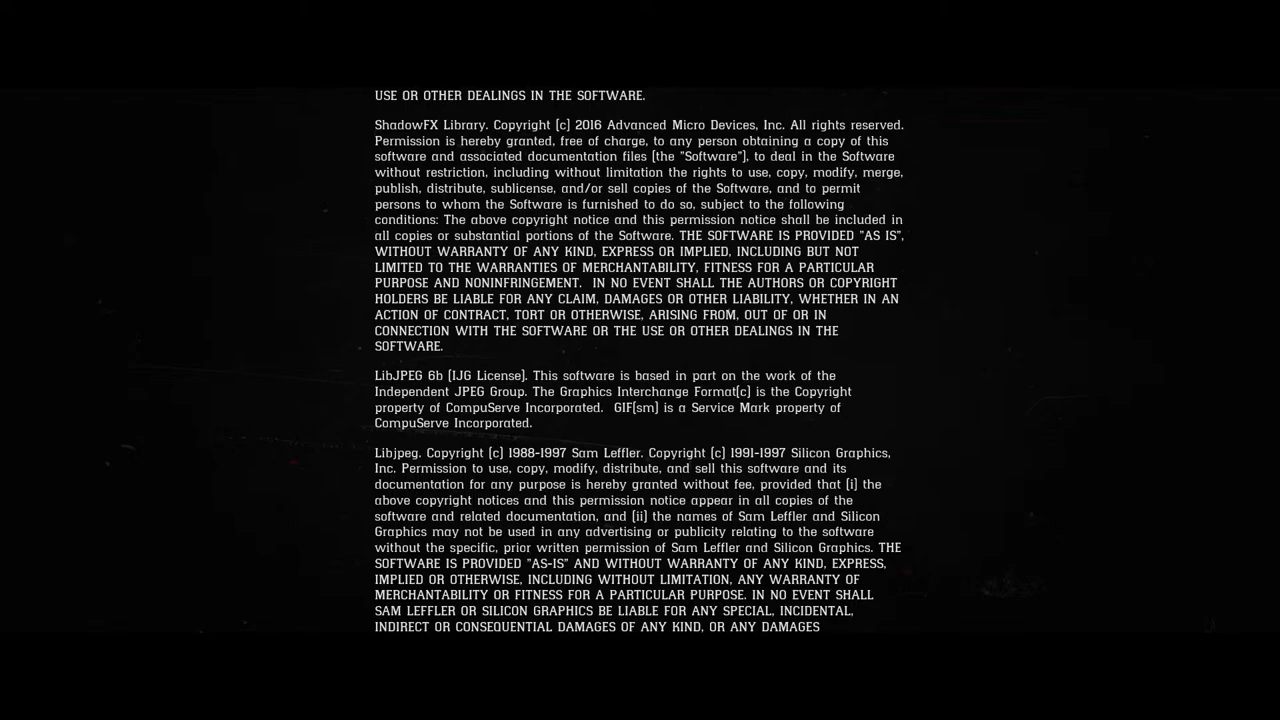 USE OR OTHER DEALINGS IN THE SOFTWARE.
ShadowFX Library. Copyright (c) 2016 Advanced Micro Devices, Inc. All rights reserved.
Permission is hereby granted, free of charge, to any person obtaining a copy of this
software and associated documentation files (the "Software"), to deal in the Software
without restriction, including without limitation the rights to use, copy, modify, merge,
publish, distribute, sublicense, and/or sell copies of the Software, and to permit
persons to whom the Software is furnished to do so, subject to the following
conditions: The above copyright notice and this permission notice shall be included in
all copies or substantial portions of the Software. THE SOFTWARE IS PROVIDED "AS IS",
WITHOUT WARRANTY OF ANY KIND, EXPRESS OR IMPLIED, INCLUDING BUT NOT
LIMITED TO THE WARRANTIES OF MERCHANTABILITY, FITNESS FOR A PARTICULAR
PURPOSE AND NONINFRINGEMENT.  IN NO EVENT SHALL THE AUTHORS OR COPYRIGHT
HOLDERS BE LIABLE FOR ANY CLAIM, DAMAGES OR OTHER LIABILITY, WHETHER IN AN
ACTION OF CONTRACT, TORT OR OTHERWISE, ARISING FROM, OUT OF OR IN
CONNECTION WITH THE SOFTWARE OR THE USE OR OTHER DEALINGS IN THE
SOFTWARE.
LibJPEG 6b (IJG License). This software is based in part on the work of the
Independent JPEG Group. The Graphics Interchange Format(c) is the Copyright
property of CompuServe Incorporated.  GIF(sm) is a Service Mark property of
CompuServe Incorporated.
Libjpeg. Copyright (c) 1988-1997 Sam Leffler. Copyright (c) 1991-1997 Silicon Graphics,
Inc. Permission to use, copy, modify, distribute, and sell this software and its
documentation for any purpose is hereby granted without fee, provided that (i) the
above copyright notices and this permission notice appear in all copies of the
software and related documentation, and (ii) the names of Sam Leffler and Silicon
Graphics may not be used in any advertising or publicity relating to the software
without the specific, prior written permission of Sam Leffler and Silicon Graphics. THE
SOFTWARE IS PROVIDED "AS-IS" AND WITHOUT WARRANTY OF ANY KIND, EXPRESS,
IMPLIED OR OTHERWISE, INCLUDING WITHOUT LIMITATION, ANY WARRANTY OF
MERCHANTABILITY OR FITNESS FOR A PARTICULAR PURPOSE. IN NO EVENT SHALL
SAM LEFFLER OR SILICON GRAPHICS BE LIABLE FOR ANY SPECIAL, INCIDENTAL,
INDIRECT OR CONSEQUENTIAL DAMAGES OF ANY KIND, OR ANY DAMAGES